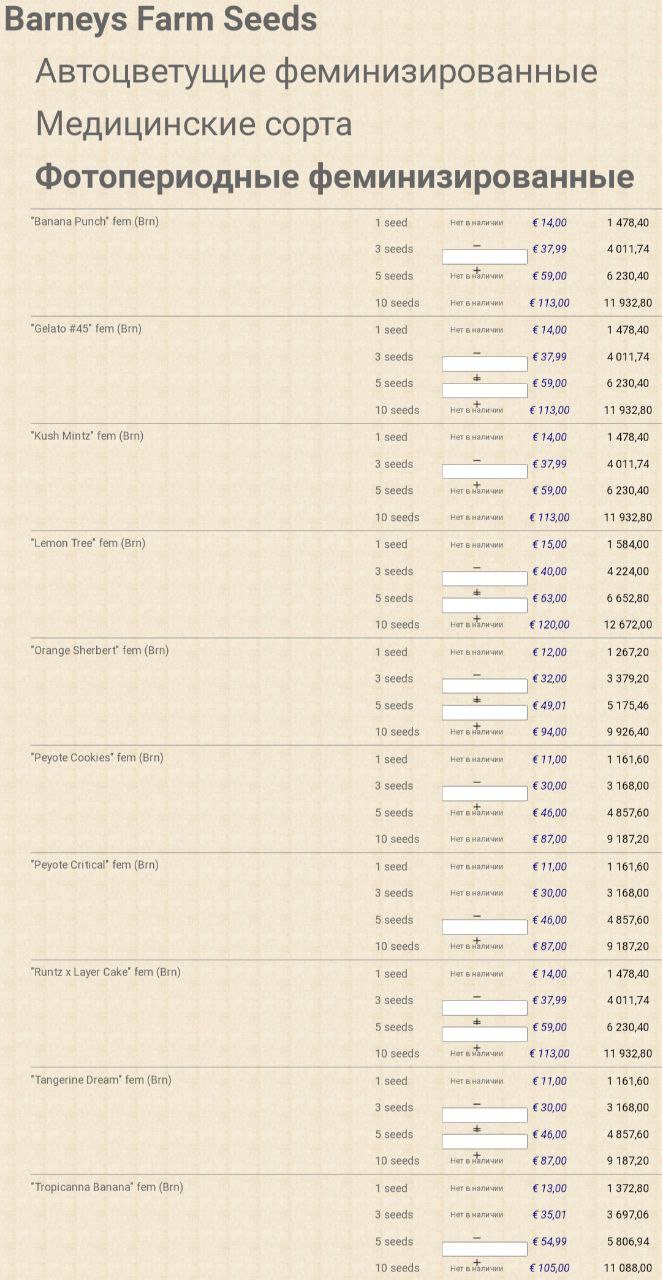 Barneys Farm Seeds
Автоцветущие феминизированные
Медицинские сорта
Фотопериодные феминизированные
"Banana Punch" fem (Brn) 1 seed Нет в наличии € 14,00 1 478,40
3 seeds − + € 37,99 4 011,74
5 seeds Нет в наличии € 59,00 6 230,40
10 seeds Нет в наличии € 113,00 11 932,80
"Gelato #45" fem (Brn) 1 seed Нет в наличии € 14,00 1 478,40
3 seeds − + € 37,99 4 011,74
5 seeds − + € 59,00 6 230,40
10 seeds Нет в наличии € 113,00 11 932,80
"Kush Mintz" fem (Brn) 1 seed Нет в наличии € 14,00 1 478,40
3 seeds − + € 37,99 4 011,74
5 seeds Нет в наличии € 59,00 6 230,40
10 seeds Нет в наличии € 113,00 11 932,80
"Lemon Tree" fem (Brn) 1 seed Нет в наличии € 15,00 1 584,00
3 seeds − + € 40,00 4 224,00
5 seeds − + € 63,00 6 652,80
10 seeds Нет в наличии € 120,00 12 672,00
"Orange Sherbert" fem (Brn) 1 seed Нет в наличии € 12,00 1 267,20
3 seeds − + € 32,00 3 379,20
5 seeds − + € 49,01 5 175,46
10 seeds Нет в наличии € 94,00 9 926,40
"Peyote Cookies" fem (Brn) 1 seed Нет в наличии € 11,00 1 161,60
3 seeds − + € 30,00 3 168,00
5 seeds Нет в наличии € 46,00 4 857,60
10 seeds Нет в наличии € 87,00 9 187,20
"Peyote Critical" fem (Brn) 1 seed Нет в наличии € 11,00 1 161,60
3 seeds Нет в наличии € 30,00 3 168,00
5 seeds − + € 46,00 4 857,60
10 seeds Нет в наличии € 87,00 9 187,20
"Runtz x Layer Cake" fem (Brn) 1 seed Нет в наличии € 14,00 1 478,40
3 seeds − + € 37,99 4 011,74
5 seeds − + € 59,00 6 230,40
10 seeds Нет в наличии € 113,00 11 932,80
"Tangerine Dream" fem (Brn) 1 seed Нет в наличии € 11,00 1 161,60
3 seeds − + € 30,00 3 168,00
5 seeds − + € 46,00 4 857,60
10 seeds Нет в наличии € 87,00 9 187,20
"Tropicanna Banana" fem (Brn) 1 seed Нет в наличии € 13,00 1 372,80
3 seeds Нет в наличии € 35,01 3 697,06
5 seeds − + € 54,99 5 806,94
10 seeds Нет в наличии € 105,00 11 088,00